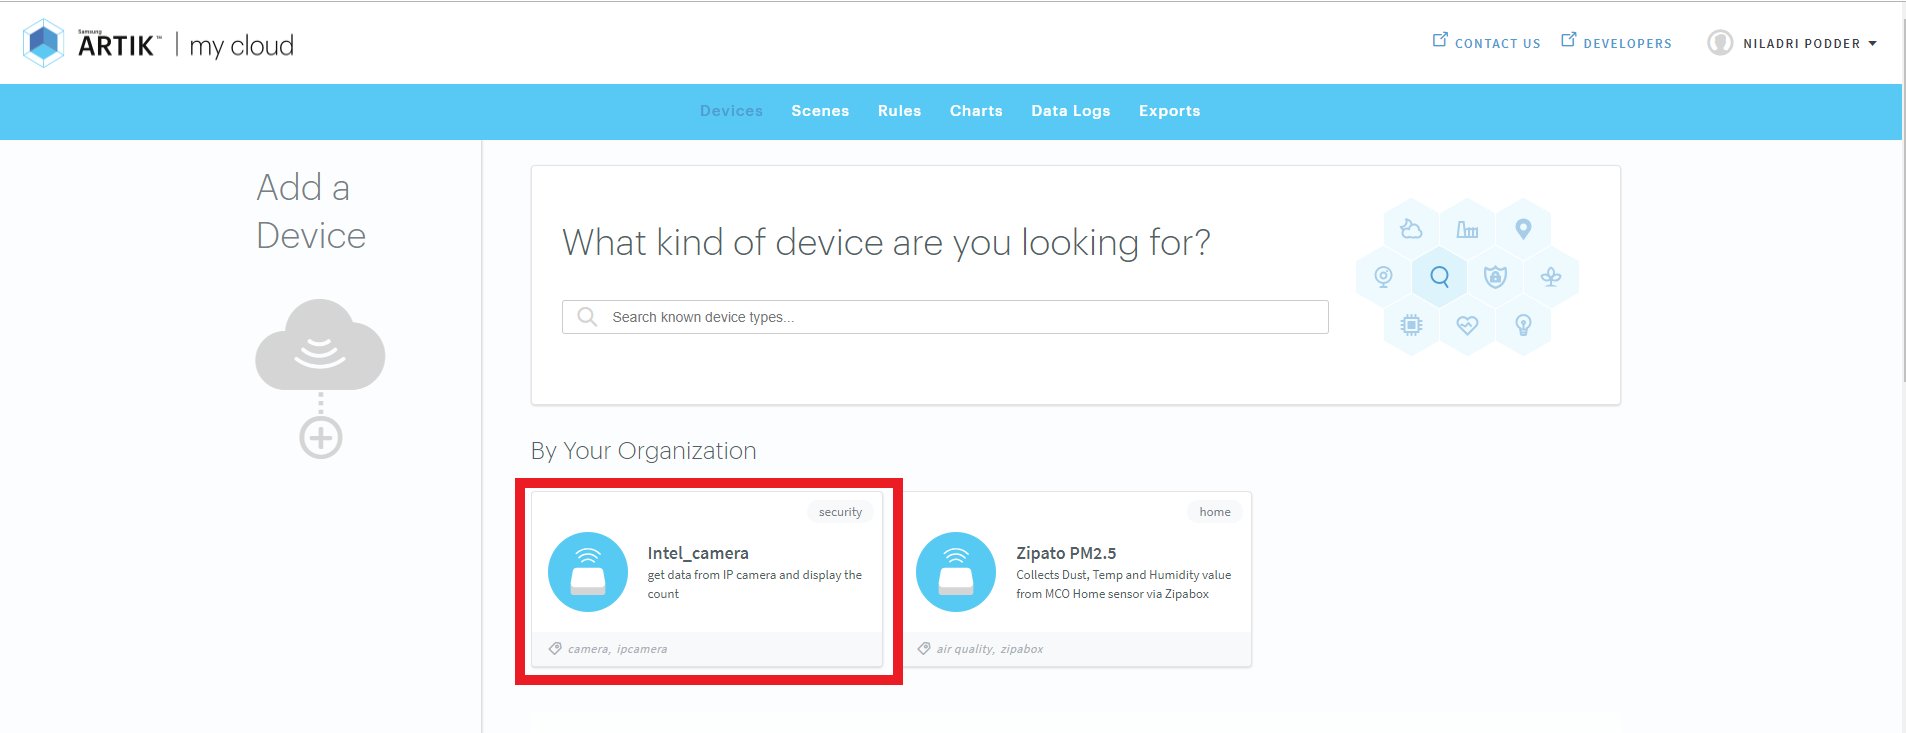 Samsung
ARTIK™ | my cloud
CONTACT US
DEVELOPERS
NILADRI PODDER
Devices
Scenes
Rules
Charts
Data Logs
Exports
Add a
Device
What kind of device are you looking for?
Search known device types...
By Your Organization
security
Intel_camera
get data from IP camera and display the
count
camera, ipcamera
home
Zipato PM2.5
Collects Dust, Temp and Humidity value
from MCO Home sensor via Zipabox
air quality, zipabox